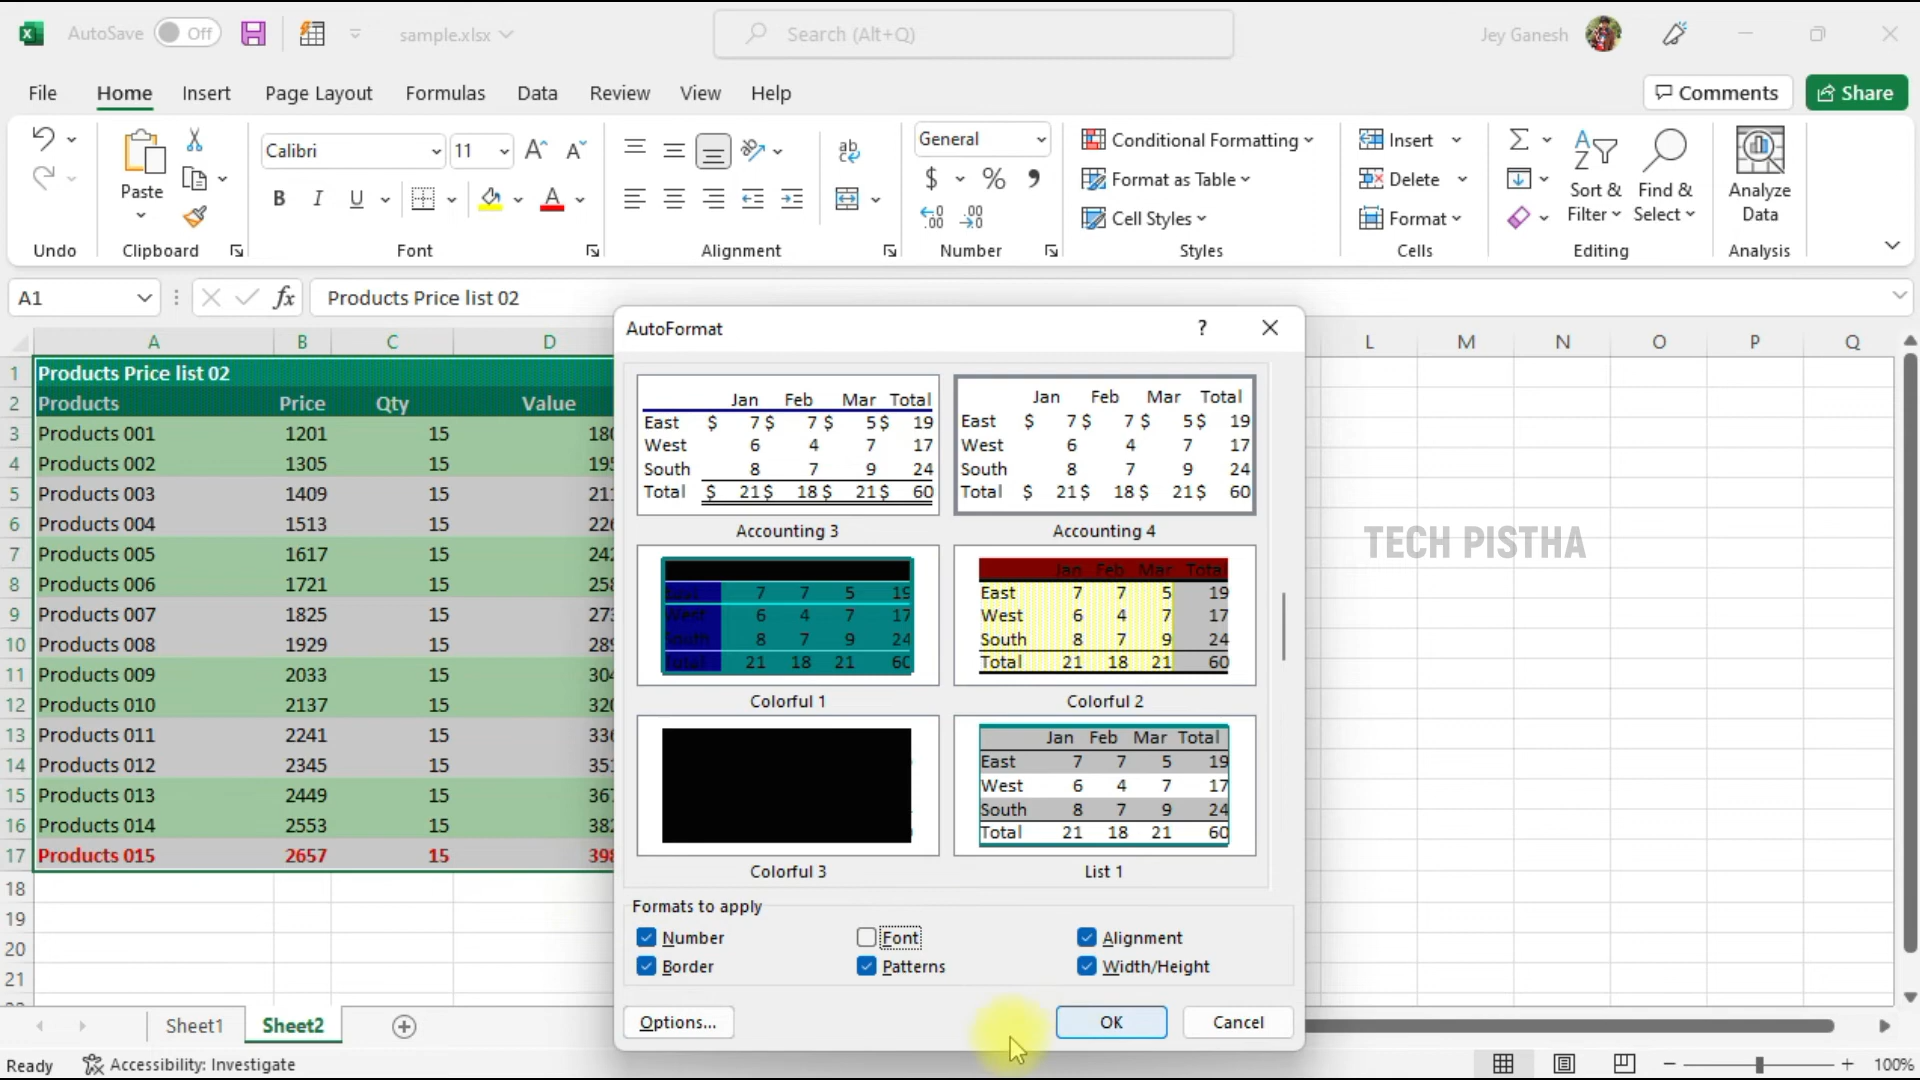 AutoSave Off sample.xlsx Search (Alt+Q) Jey Ganesh
File Home Insert Page Layout Formulas Data Review View Help Comments Share
Paste Calibri 11 General Conditional Formatting Insert Sort & Filter Find & Select Analyze Data
B I U $ % Format as Table Delete
Cell Styles Format
Undo Clipboard Font Alignment Number Styles Cells Editing Analysis
A1 fx Products Price list 02
A B C D L M N O P Q
1 Products Price list 02
2 Products Price Qty Value
3 Products 001 1201 15
4 Products 002 1305 15
5 Products 003 1409 15
6 Products 004 1513 15
7 Products 005 1617 15
8 Products 006 1721 15
9 Products 007 1825 15
10 Products 008 1929 15
11 Products 009 2033 15
12 Products 010 2137 15
13 Products 011 2241 15
14 Products 012 2345 15
15 Products 013 2449 15
16 Products 014 2553 15
17 Products 015 2657 15
18
19
20
21
AutoFormat ?
Jan Feb Mar Total
East $ 7 $ 7 $ 5 $ 19
West 6 4 7 17
South 8 7 9 24
Total $ 21 $ 18 $ 21 $ 60
Accounting 3
Jan Feb Mar Total
East $ 7 $ 7 $ 5 $ 19
West 6 4 7 17
South 8 7 9 24
Total $ 21 $ 18 $ 21 $ 60
Accounting 4
East 7 7 5 19
West 6 4 7 17
South 8 7 9 24
Total 21 18 21 60
Colorful 1
Jan Feb Mar Total
East 7 7 5 19
West 6 4 7 17
South 8 7 9 24
Total 21 18 21 60
Colorful 2
Colorful 3
Jan Feb Mar Total
East 7 7 5 19
West 6 4 7 17
South 8 7 9 24
Total 21 18 21 60
List 1
Formats to apply
Number Font Alignment
Border Patterns Width/Height
Options... OK Cancel
TECH PISTHA
Sheet1 Sheet2
Ready Accessibility: Investigate 100%